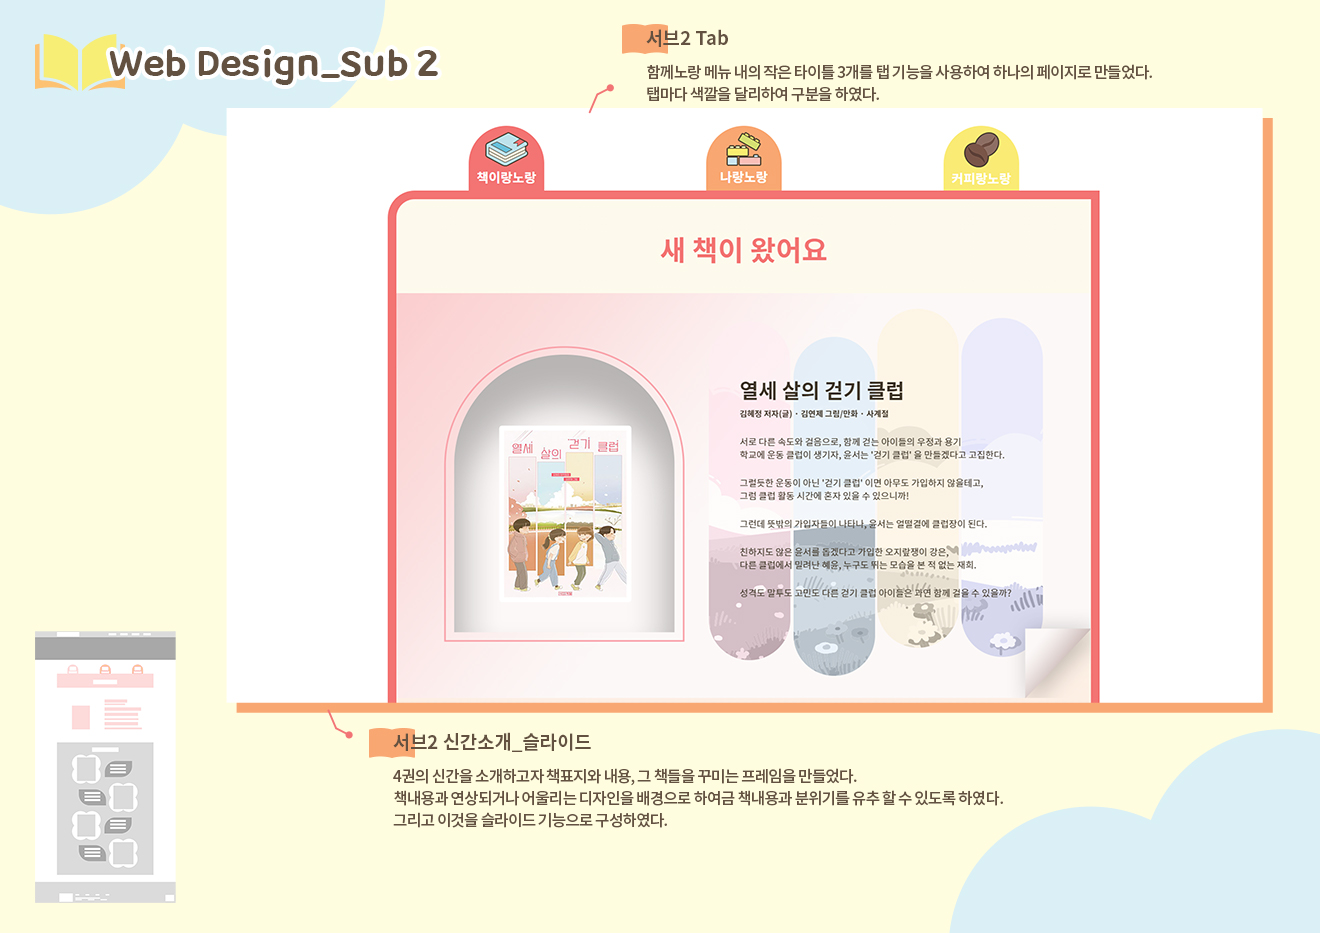 Web Design_Sub 2
서브2 Tab
함께노랑 메뉴 내의 작은 타이틀 3개를 탭 기능을 사용하여 하나의 페이지로 만들었다.
탭마다 색깔을 달리하여 구분을 하였다.
책이랑노랑
나랑노랑
커피랑노랑
새 책이 왔어요
열세 살의 걷기 클럽
열세 살의 걷기 클럽
김혜정 저자(글) · 김연제 그림/만화 · 사계절
서로 다른 속도와 걸음으로, 함께 걷는 아이들의 우정과 용기
학교에 운동 클럽이 생기자, 윤서는 '걷기 클럽' 을 만들겠다고 고집한다.
그럴듯한 운동이 아닌 '걷기 클럽' 이면 아무도 가입하지 않을테고,
그럼 클럽 활동 시간에 혼자 있을 수 있으니까!
그런데 뜻밖의 가입자들이 나타나, 윤서는 얼떨결에 클럽장이 된다.
친하지도 않은 윤서를 돕겠다고 가입한 오지랖쟁이 강은,
다른 클럽에서 밀려난 혜윤, 누구도 뛰는 모습을 본 적 없는 재희.
성격도 말투도 고민도 다른 걷기 클럽 아이들은 과연 함께 걸을 수 있을까?
서브2 신간소개_슬라이드
4권의 신간을 소개하고자 책표지와 내용, 그 책들을 꾸미는 프레임을 만들었다.
책내용과 연상되거나 어울리는 디자인을 배경으로 하여금 책내용과 분위기를 유추 할 수 있도록 하였다.
그리고 이것을 슬라이드 기능으로 구성하였다.